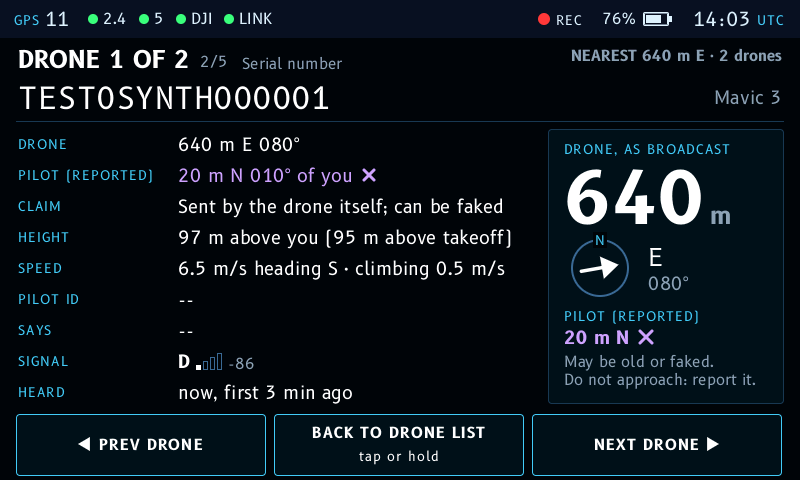 GPS 11 2.4 5 DJI LINK REC 76% 14:03 UTC
DRONE 1 OF 2 2/5 Serial number NEAREST 640 m E · 2 drones
TEST0SYNTH000001 Mavic 3
DRONE 640 m E 080°
PILOT (REPORTED) 20 m N 010° of you ✕
CLAIM Sent by the drone itself; can be faked
HEIGHT 97 m above you (95 m above takeoff)
SPEED 6.5 m/s heading S · climbing 0.5 m/s
PILOT ID --
SAYS --
SIGNAL D -86
HEARD now, first 3 min ago
DRONE, AS BROADCAST
640 m
N
E
080°
PILOT (REPORTED)
20 m N ✕
May be old or faked.
Do not approach: report it.
◀ PREV DRONE
BACK TO DRONE LIST
tap or hold
NEXT DRONE ▶